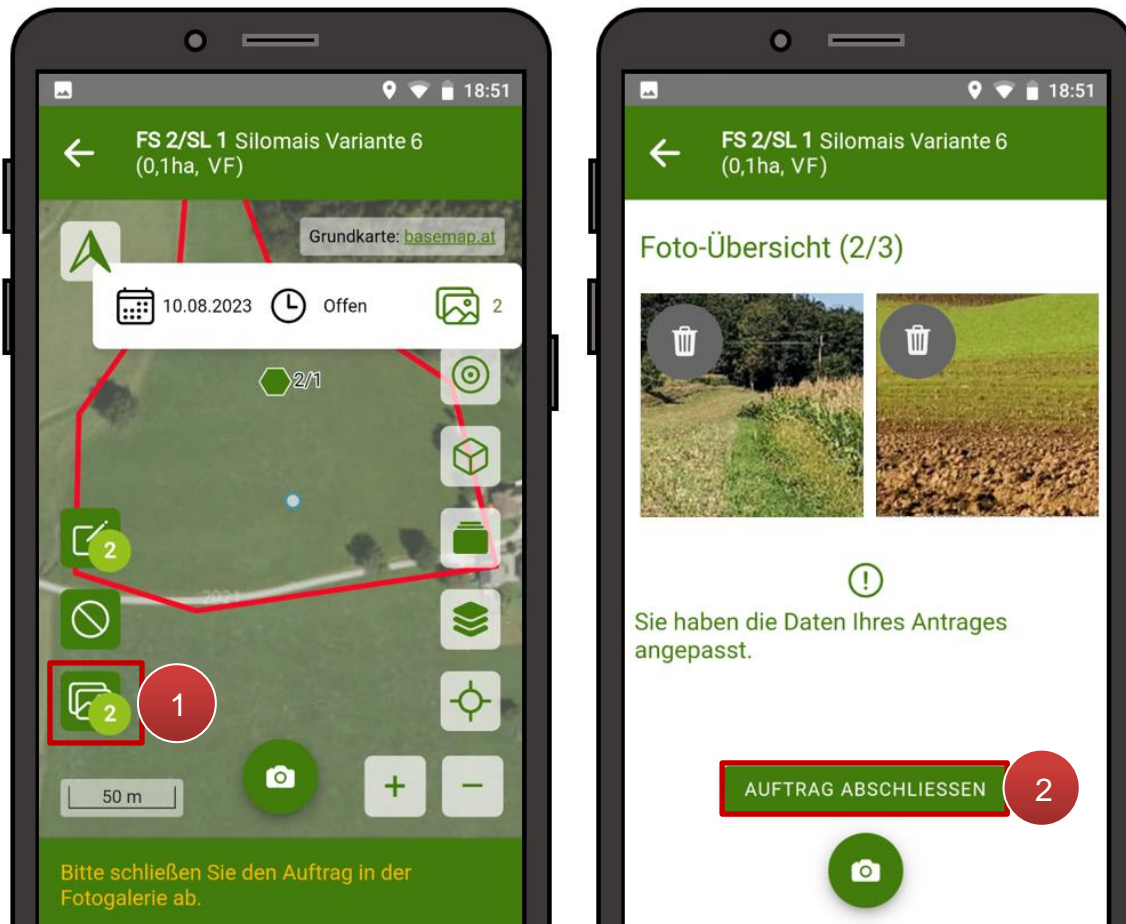 18:51
FS 2/SL 1 Silomais Variante 6
(0,1ha, VF)
Grundkarte: basemap.at
10.08.2023 Offen 2
2/1
2
2021
2
1
50 m
+ −
Bitte schließen Sie den Auftrag in der
Fotogalerie ab.
18:51
FS 2/SL 1 Silomais Variante 6
(0,1ha, VF)
Foto-Übersicht (2/3)
Sie haben die Daten Ihres Antrages
angepasst.
AUFTRAG ABSCHLIESSEN
2